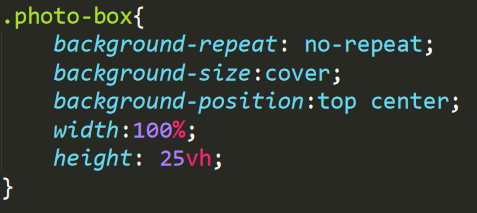 .photo-box{
    background-repeat: no-repeat;
    background-size:cover;
    background-position:top center;
    width:100%;
    height: 25vh;
}